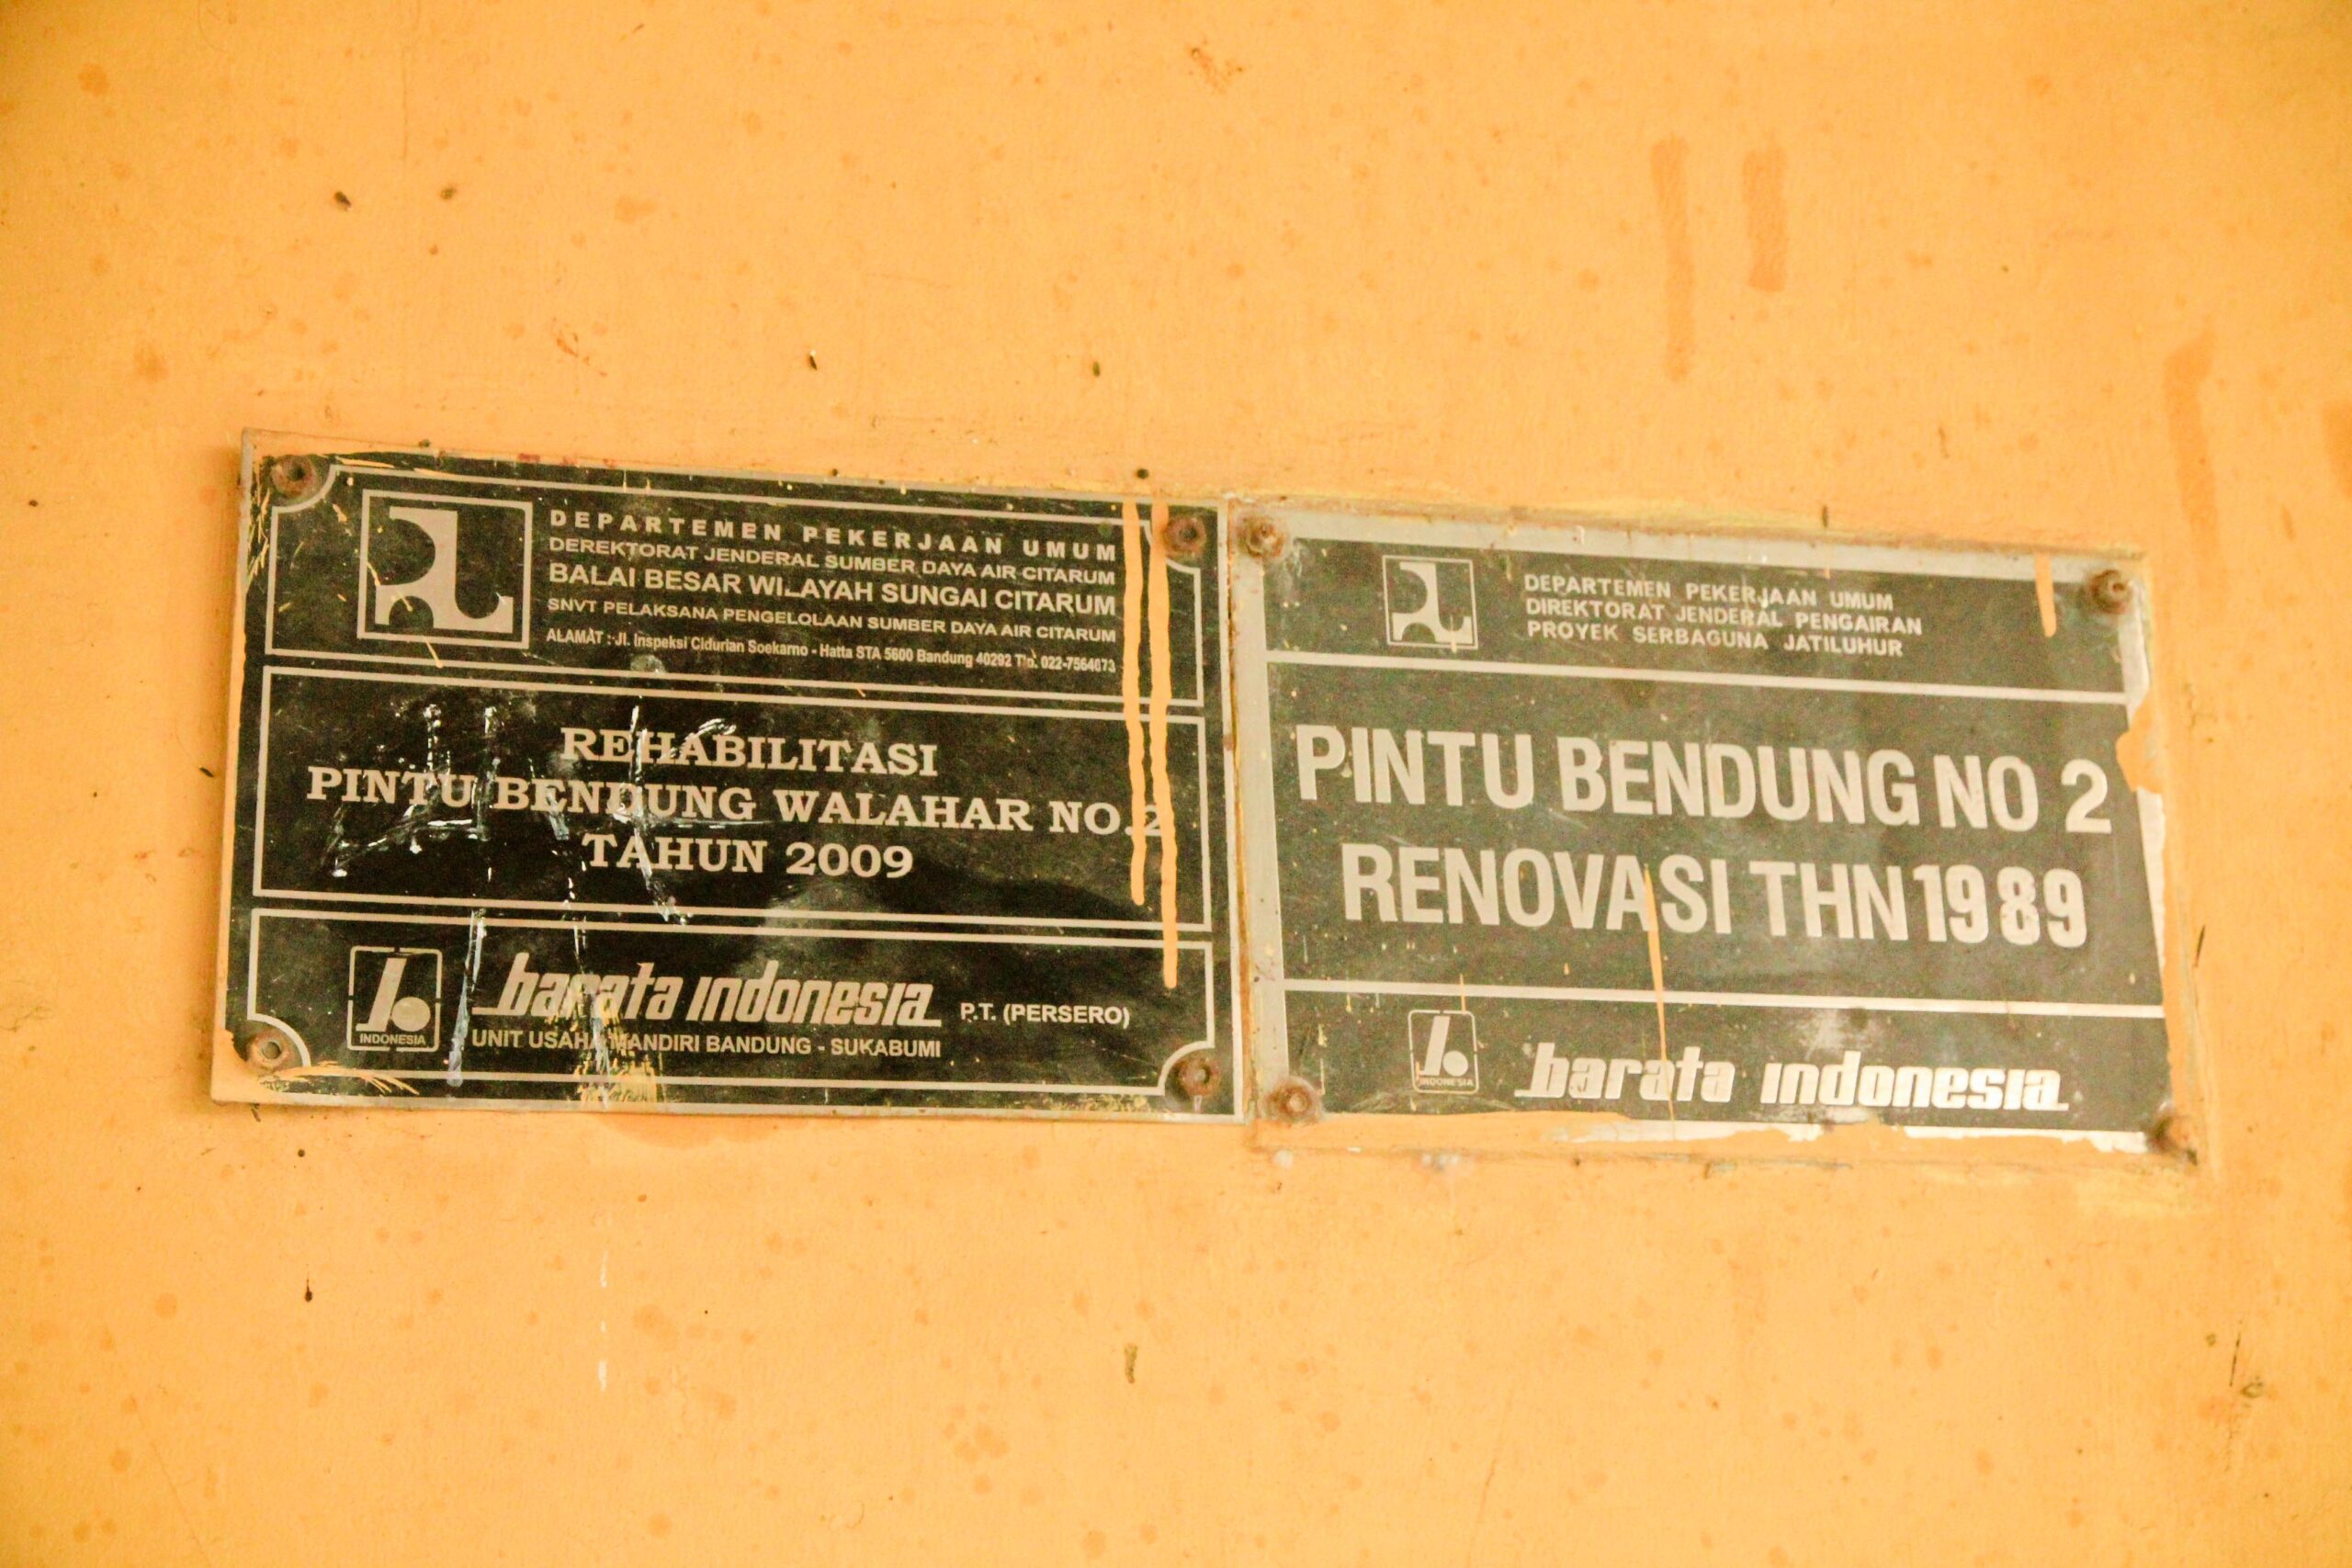 DEPARTEMEN PEKERJAAN UMUM
DEREKTORAT JENDERAL SUMBER DAYA AIR CITARUM
BALAI BESAR WILAYAH SUNGAI CITARUM
SNVT PELAKSANA PENGELOLAAN SUMBER DAYA AIR CITARUM
ALAMAT : Jl. Inspeksi Cidurian Soekarno - Hatta STA 5600 Bandung 40292 Tlp. 022-7564073
REHABILITASI
PINTU BENDUNG WALAHAR NO.2
TAHUN 2009
INDONESIA
barata indonesia P.T. (PERSERO)
UNIT USAHA MANDIRI BANDUNG - SUKABUMI
DEPARTEMEN PEKERJAAN UMUM
DIREKTORAT JENDERAL PENGAIRAN
PROYEK SERBAGUNA JATILUHUR
PINTU BENDUNG NO 2
RENOVASI THN 1989
INDONESIA
barata indonesia